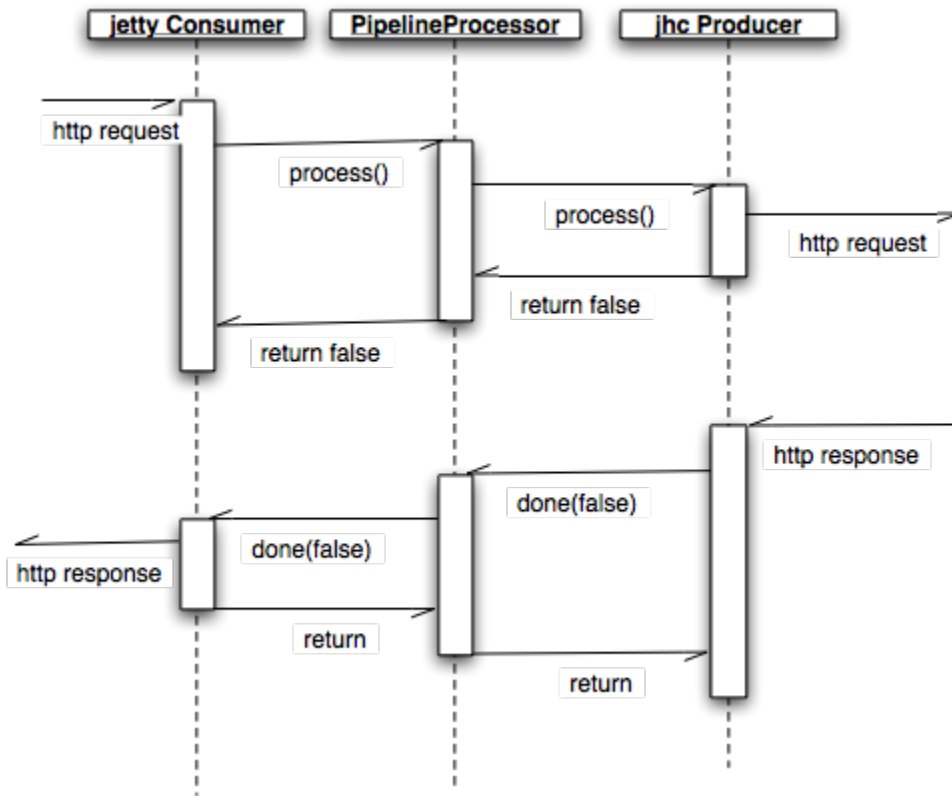 jetty Consumer
PipelineProcessor
jhc Producer
http request
process()
process()
http request
return false
return false
http response
done(false)
done(false)
http response
return
return